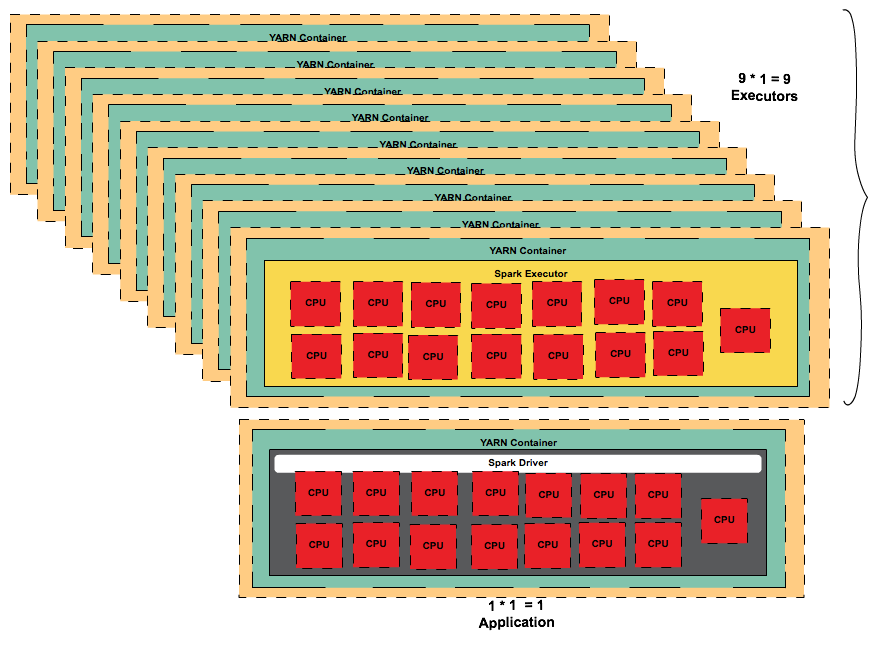 YARN Container
YARN Container
9 * 1 = 9
Executors
YARN Container
YARN Container
YARN Container
YARN Container
YARN Container
YARN Container
YARN Container
Spark Executor
CPU CPU CPU CPU CPU CPU CPU
CPU
CPU CPU CPU CPU CPU CPU CPU
YARN Container
Spark Driver
CPU CPU CPU CPU CPU CPU CPU
CPU
CPU CPU CPU CPU CPU CPU CPU
1 * 1 = 1
Application